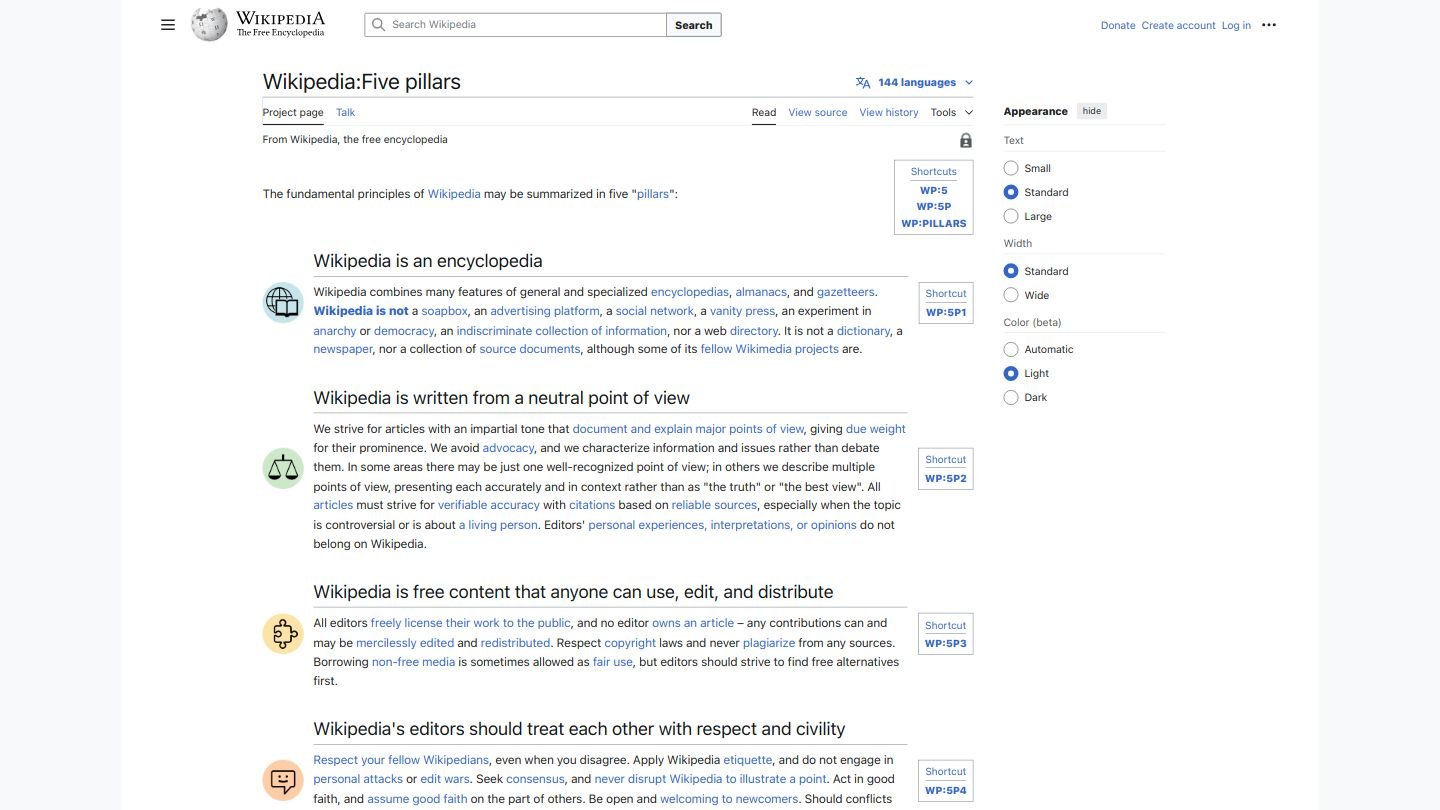 WIKIPEDIA
The Free Encyclopedia
Search Wikipedia
Search
Donate Create account Log in
Wikipedia:Five pillars
144 languages
Project page Talk
Read View source View history Tools
From Wikipedia, the free encyclopedia
Shortcuts
WP:5
WP:5P
WP:PILLARS
The fundamental principles of Wikipedia may be summarized in five "pillars":
Wikipedia is an encyclopedia
Wikipedia combines many features of general and specialized encyclopedias, almanacs, and gazetteers.
Wikipedia is not a soapbox, an advertising platform, a social network, a vanity press, an experiment in
anarchy or democracy, an indiscriminate collection of information, nor a web directory. It is not a dictionary, a
newspaper, nor a collection of source documents, although some of its fellow Wikimedia projects are.
Shortcut
WP:5P1
Wikipedia is written from a neutral point of view
We strive for articles with an impartial tone that document and explain major points of view, giving due weight
for their prominence. We avoid advocacy, and we characterize information and issues rather than debate
them. In some areas there may be just one well-recognized point of view; in others we describe multiple
points of view, presenting each accurately and in context rather than as "the truth" or "the best view". All
articles must strive for verifiable accuracy with citations based on reliable sources, especially when the topic
is controversial or is about a living person. Editors' personal experiences, interpretations, or opinions do not
belong on Wikipedia.
Shortcut
WP:5P2
Wikipedia is free content that anyone can use, edit, and distribute
All editors freely license their work to the public, and no editor owns an article – any contributions can and
may be mercilessly edited and redistributed. Respect copyright laws and never plagiarize from any sources.
Borrowing non-free media is sometimes allowed as fair use, but editors should strive to find free alternatives
first.
Shortcut
WP:5P3
Wikipedia's editors should treat each other with respect and civility
Respect your fellow Wikipedians, even when you disagree. Apply Wikipedia etiquette, and do not engage in
personal attacks or edit wars. Seek consensus, and never disrupt Wikipedia to illustrate a point. Act in good
faith, and assume good faith on the part of others. Be open and welcoming to newcomers. Should conflicts
Shortcut
WP:5P4
Appearance hide
Text
Small
Standard
Large
Width
Standard
Wide
Color (beta)
Automatic
Light
Dark